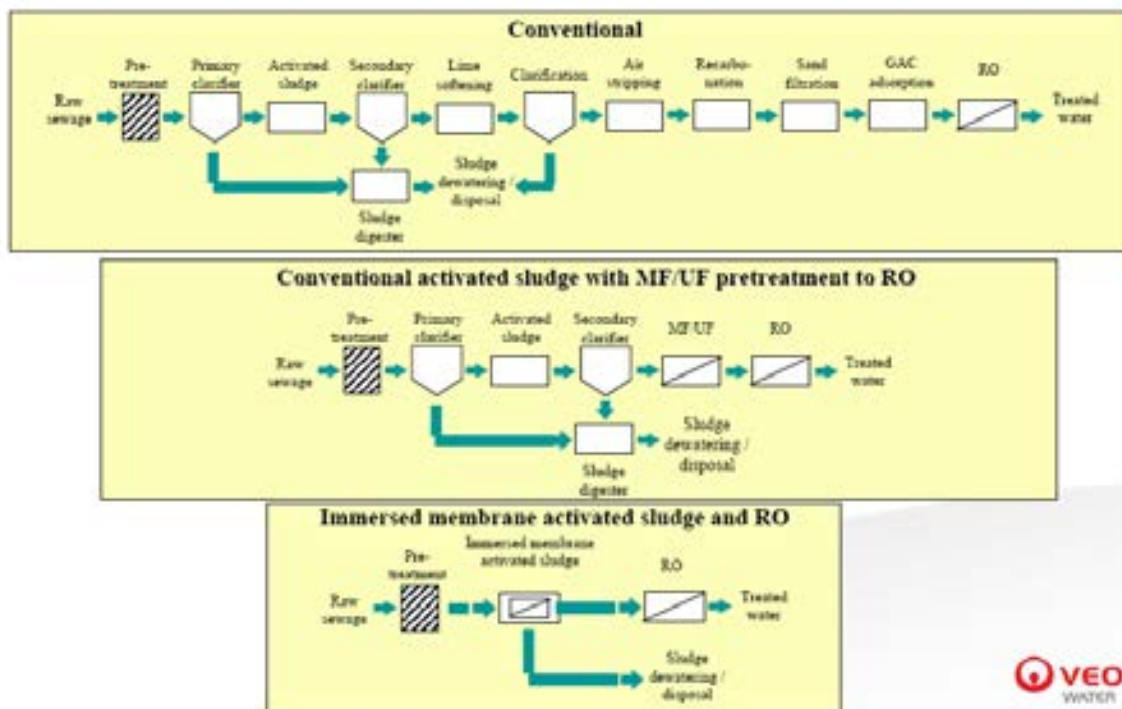 Conventional
Pre-
treatment
Primary
clarifier
Activated
sludge
Secondary
clarifier
Lime
softening
Clarification
Air
stripping
Recarbo-
nation
Sand
filtration
GAC
adsorption
RO
Raw
sewage
Treated
water
Sludge
dewatering /
disposal
Sludge
digester
Conventional activated sludge with MF/UF pretreatment to RO
Pre-
treatment
Primary
clarifier
Activated
sludge
Secondary
clarifier
MF/UF
RO
Raw
sewage
Treated
water
Sludge
dewatering /
disposal
Sludge
digester
Immersed membrane activated sludge and RO
Pre-
treatment
Immersed membrane
activated sludge
RO
Raw
sewage
Treated
water
Sludge
dewatering /
disposal
VEO
WATER